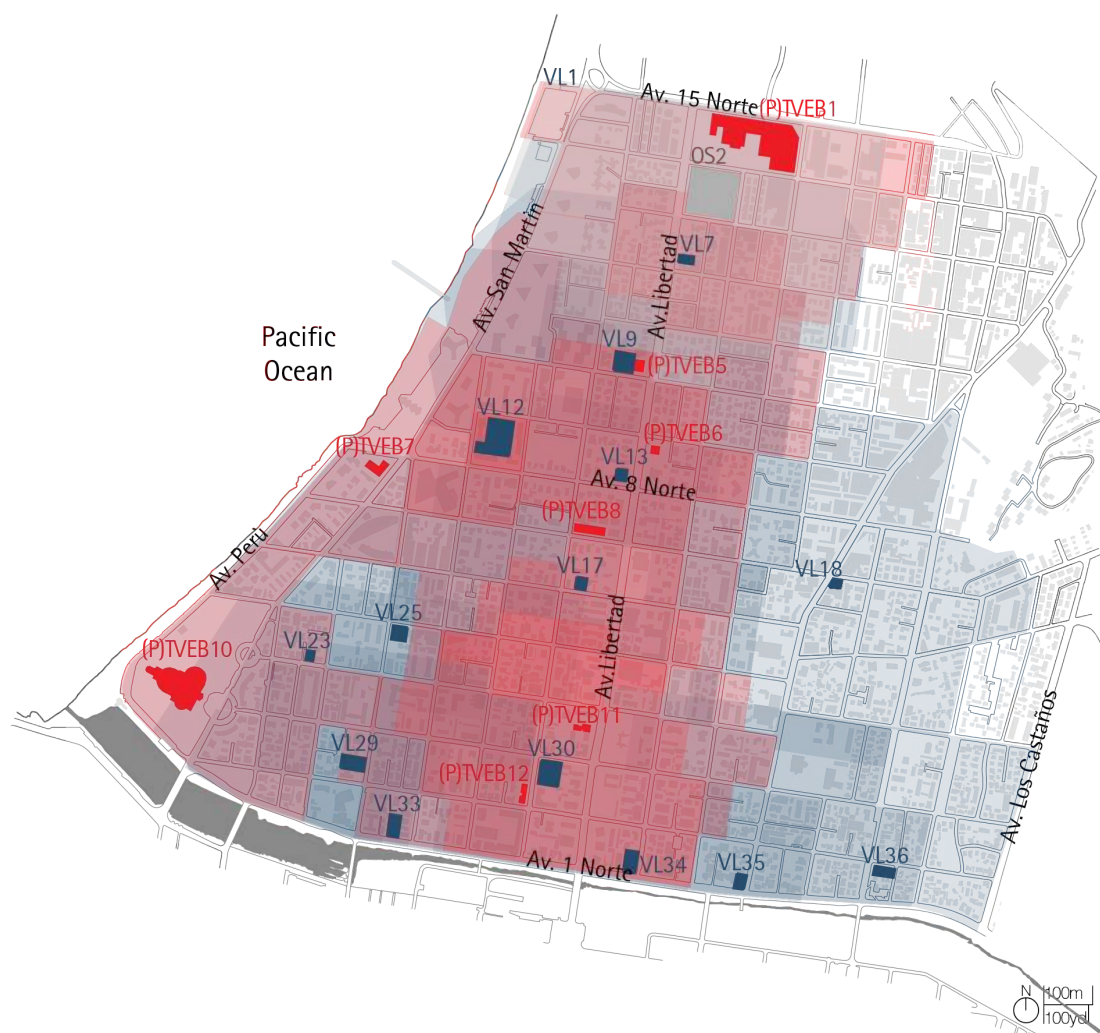 VL1
Av. 15 Norte
(P)TVEB1
OS2
Av. San Martín
Av.Libertad
VL7
Pacific
Ocean
VL9
(P)TVEB5
VL12
(P)TVEB6
(P)TVEB7
VL13
Av. 8 Norte
(P)TVEB8
Av. Perù
VL17
VL18
VL25
Av.Libertad
VL23
(P)TVEB10
(P)TVEB11
VL29
VL30
(P)TVEB12
Av. Los Castaños
VL33
Av. 1 Norte
VL34
VL35
VL36
N
100m
100yd